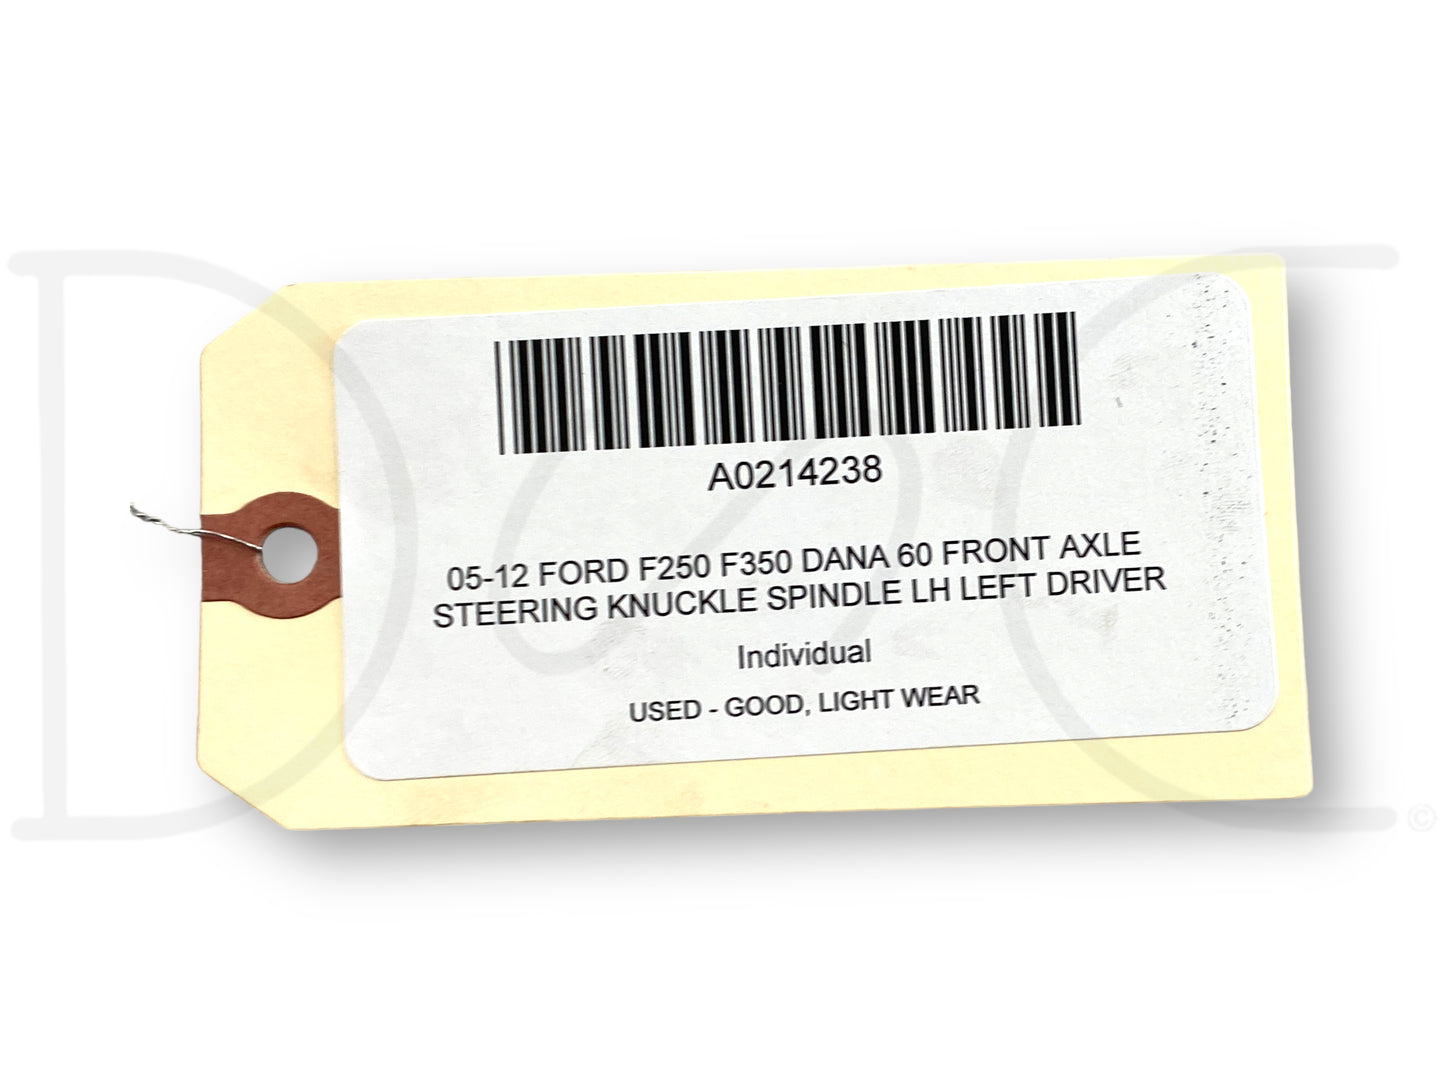 A0214238
05-12 FORD F250 F350 DANA 60 FRONT AXLE
STEERING KNUCKLE SPINDLE LH LEFT DRIVER
Individual
USED - GOOD, LIGHT WEAR
©